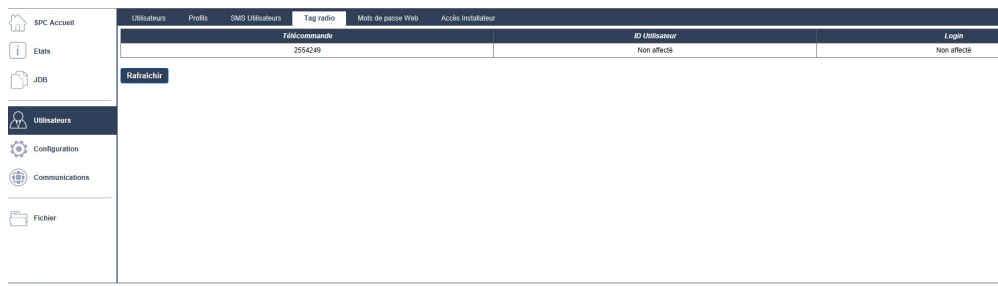 SPC Accueil
Etats
JDB
Utilisateurs
Configuration
Communications
Fichier
Utilisateurs Profils SMS Utilisateurs Tag radio Mots de passe Web Accès Installateur
Télécommande ID Utilisateur Login
2554249 Non affecté Non affecté
Rafraîchir